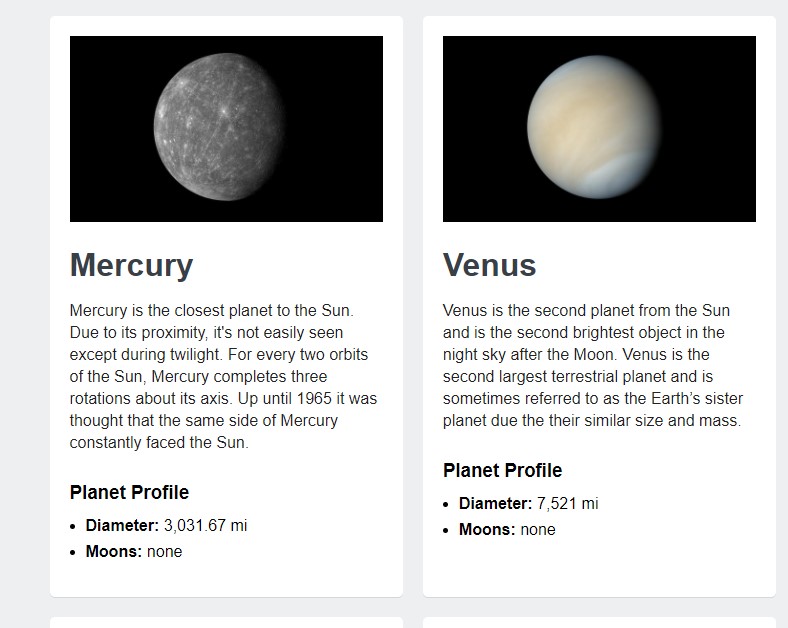 Mercury
Mercury is the closest planet to the Sun.
Due to its proximity, it's not easily seen
except during twilight. For every two orbits
of the Sun, Mercury completes three
rotations about its axis. Up until 1965 it was
thought that the same side of Mercury
constantly faced the Sun.
Planet Profile
• Diameter: 3,031.67 mi
• Moons: none
Venus
Venus is the second planet from the Sun
and is the second brightest object in the
night sky after the Moon. Venus is the
second largest terrestrial planet and is
sometimes referred to as the Earth’s sister
planet due the their similar size and mass.
Planet Profile
• Diameter: 7,521 mi
• Moons: none